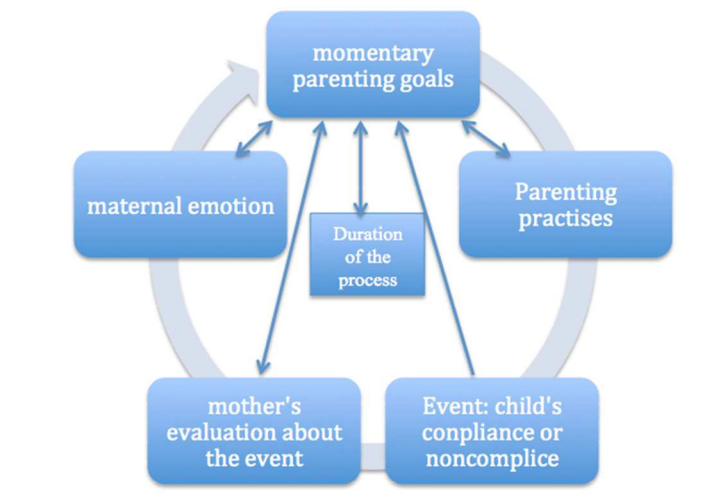 momentary
parenting goals
maternal emotion
Parenting
practises
Duration
of the
process
mother's
evaluation about
the event
Event: child's
conpliance or
noncomplice